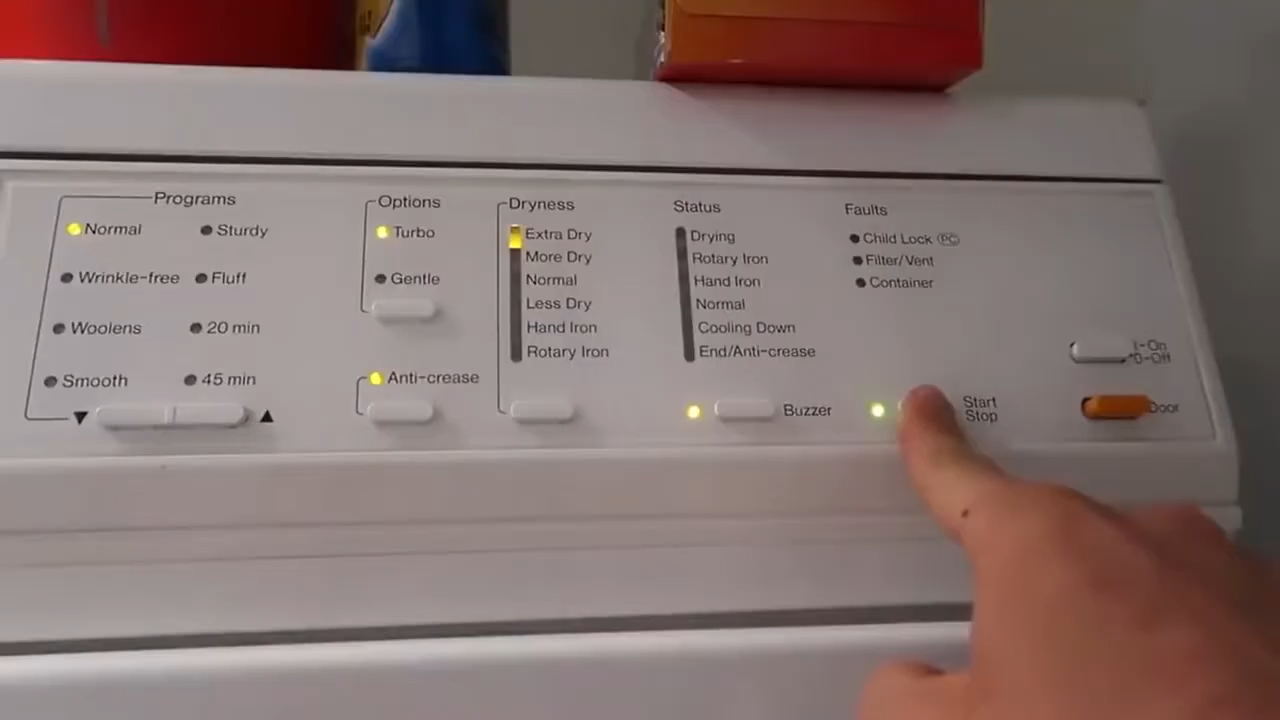 Programs
Normal
Sturdy
Wrinkle-free
Fluff
Woolens
20 min
Smooth
45 min
Options
Turbo
Gentle
Anti-crease
Dryness
Extra Dry
More Dry
Normal
Less Dry
Hand Iron
Rotary Iron
Status
Drying
Rotary Iron
Hand Iron
Normal
Cooling Down
End/Anti-crease
Buzzer
Faults
Child Lock PC
Filter/Vent
Container
Start
Stop
I-On
0-Off
Door